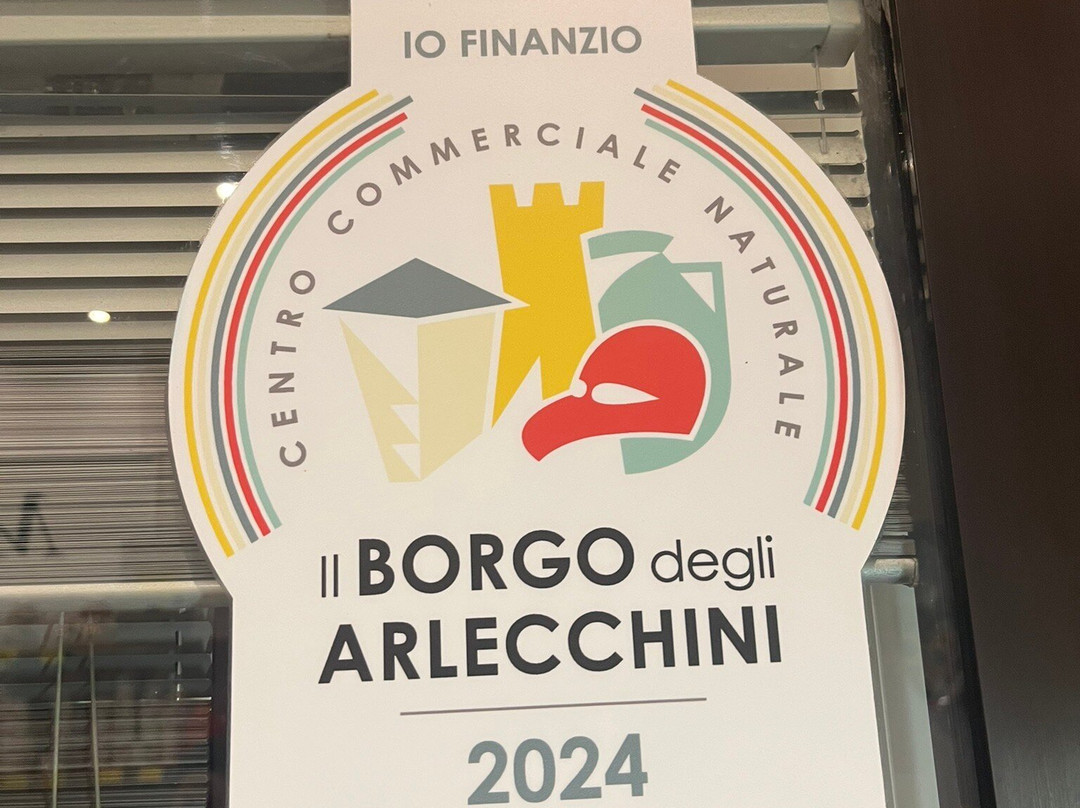 IO FINANZIO
CENTRO COMMERCIALE NATURALE
Il BORGO degli
ARLECCHINI
2024